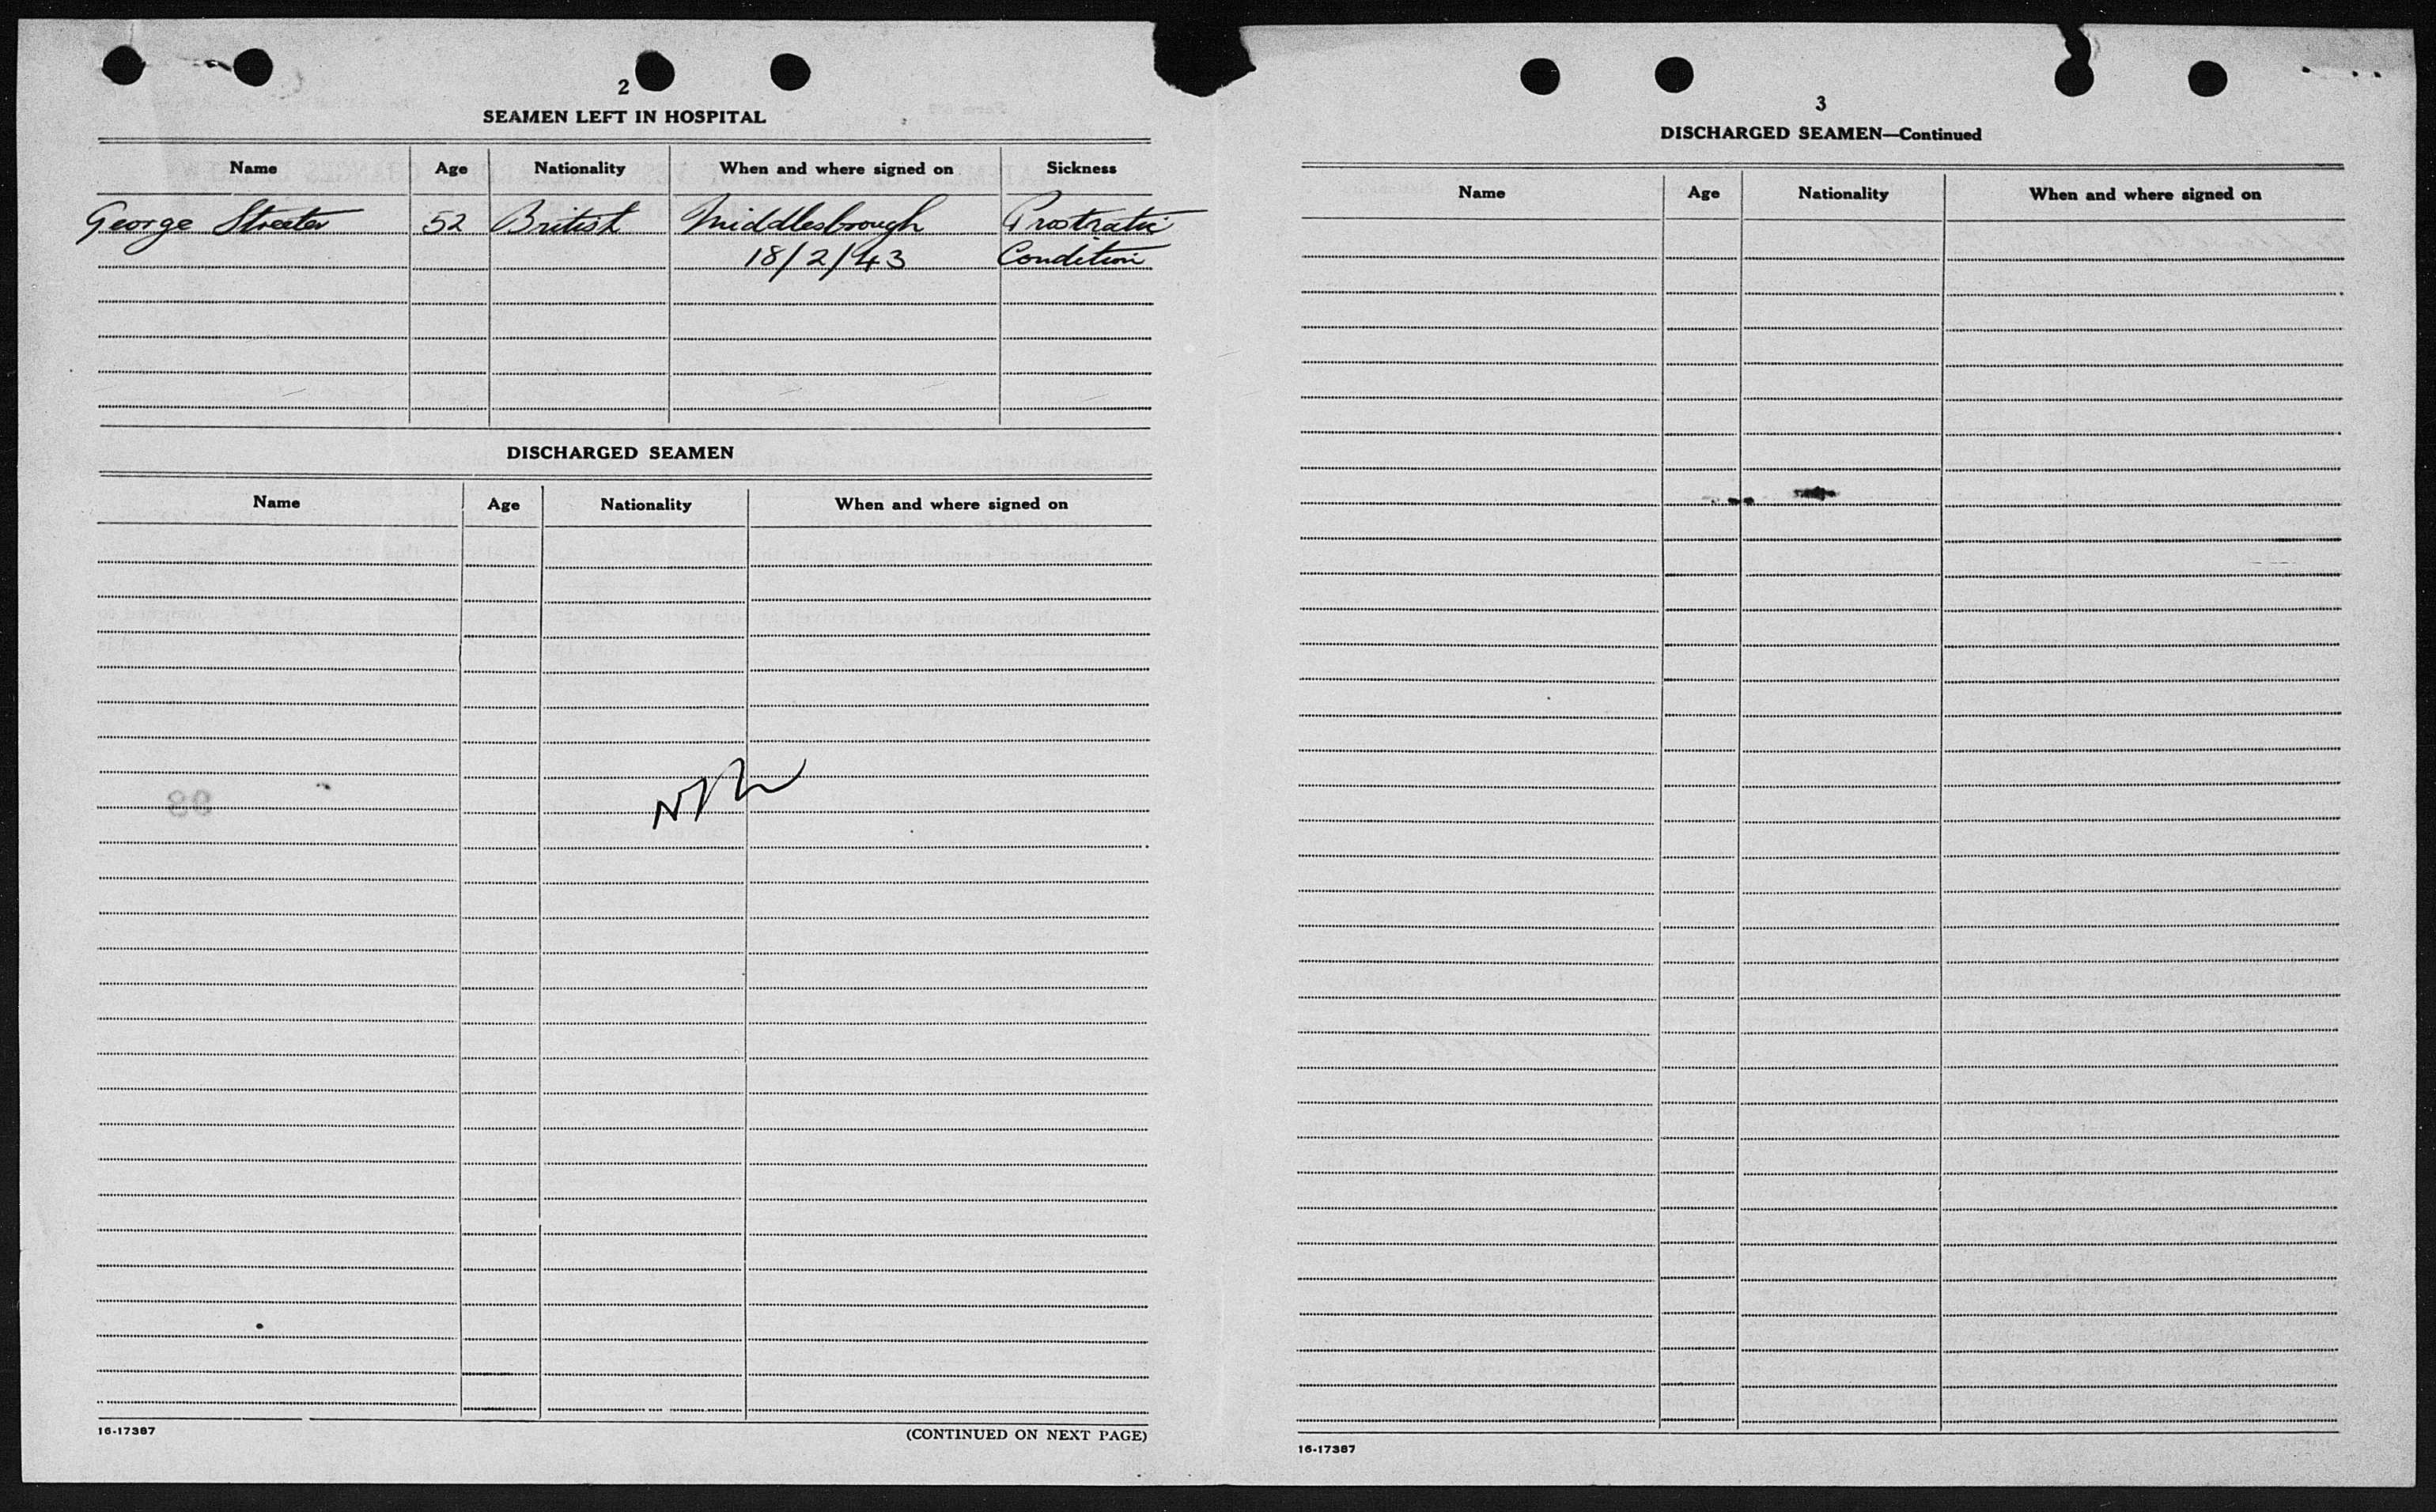 2
SEAMEN LEFT IN HOSPITAL
Name Age Nationality When and where signed on Sickness
George Streeter 52 British Middlesbrough Prostratic
18/2/43 Condition
DISCHARGED SEAMEN
Name Age Nationality When and where signed on
16-17387 (CONTINUED ON NEXT PAGE)
3
DISCHARGED SEAMEN—Continued
Name Age Nationality When and where signed on
16-17387